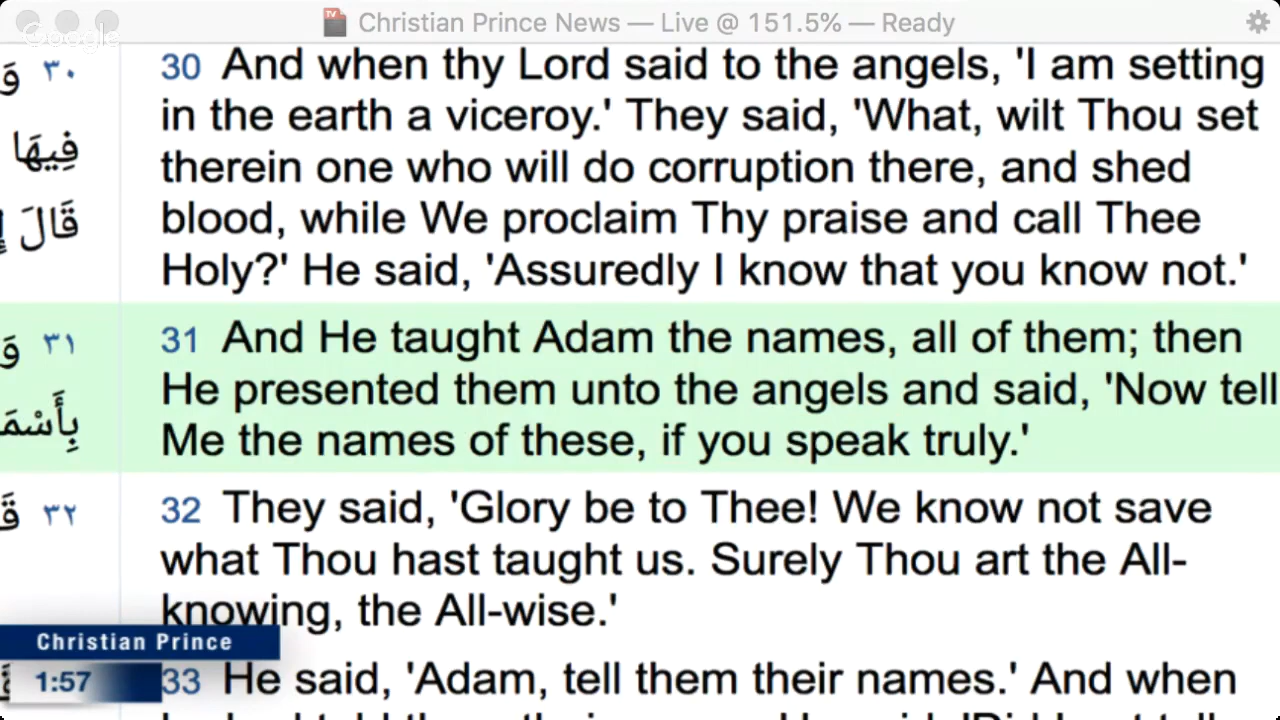 Christian Prince News — Live @ 151.5% — Ready
Google
٣٠ وَ
30 And when thy Lord said to the angels, 'I am setting
in the earth a viceroy.' They said, 'What, wilt Thou set
فِيهَا
therein one who will do corruption there, and shed
blood, while We proclaim Thy praise and call Thee
قَالَ
Holy?' He said, 'Assuredly I know that you know not.'
٣١ وَ
31 And He taught Adam the names, all of them; then
He presented them unto the angels and said, 'Now tell
Me the names of these, if you speak truly.'
٣٢ قَ
32 They said, 'Glory be to Thee! We know not save
what Thou hast taught us. Surely Thou art the All-
knowing, the All-wise.'
Christian Prince
1:57
33 He said, 'Adam, tell them their names.' And when